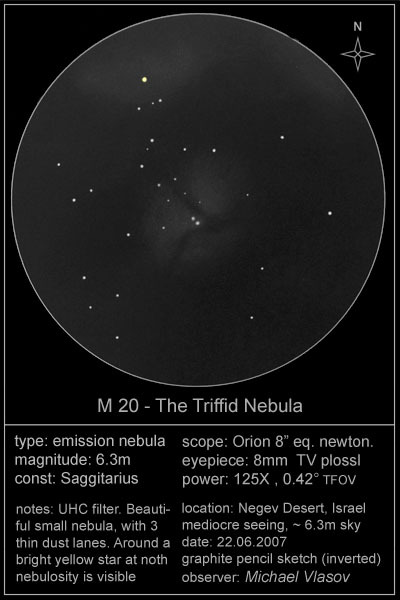 N
M 20 - The Triffid Nebula
type: emission nebula
magnitude: 6.3m
const: Saggitarius
scope: Orion 8” eq. newton.
eyepiece: 8mm TV plossl
power: 125X , 0.42° TFOV
notes: UHC filter. Beauti-
ful small nebula, with 3
thin dust lanes. Around a
bright yellow star at noth
nebulosity is visible
location: Negev Desert, Israel
mediocre seeing, ~ 6.3m sky
date: 22.06.2007
graphite pencil sketch (inverted)
observer: Michael Vlasov